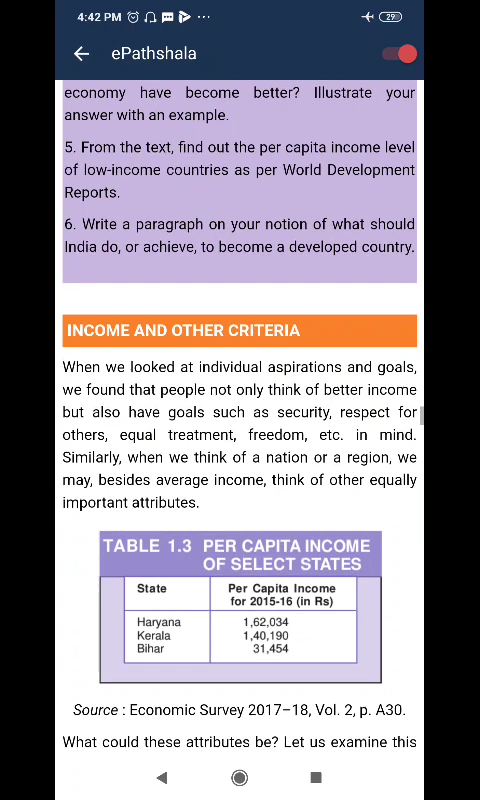 4:42 PM ... 29
ePathshala
economy have become better? Illustrate your
answer with an example.
5. From the text, find out the per capita income level
of low-income countries as per World Development
Reports.
6. Write a paragraph on your notion of what should
India do, or achieve, to become a developed country.
INCOME AND OTHER CRITERIA
When we looked at individual aspirations and goals,
we found that people not only think of better income
but also have goals such as security, respect for
others, equal treatment, freedom, etc. in mind.
Similarly, when we think of a nation or a region, we
may, besides average income, think of other equally
important attributes.
TABLE 1.3 PER CAPITA INCOME
OF SELECT STATES
State Per Capita Income
for 2015-16 (in Rs)
Haryana 1,62,034
Kerala 1,40,190
Bihar 31,454
Source : Economic Survey 2017–18, Vol. 2, p. A30.
What could these attributes be? Let us examine this